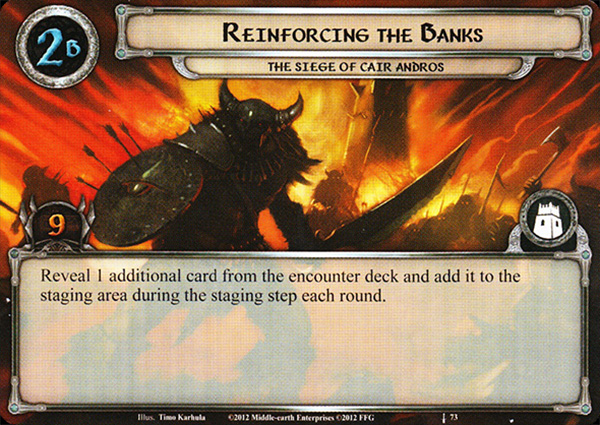 2B
REINFORCING THE BANKS
THE SIEGE OF CAIR ANDROS
9
Reveal 1 additional card from the encounter deck and add it to the
staging area during the staging step each round.
Illus. Timo Karhula ©2012 Middle-earth Enterprises ©2012 FFG 73